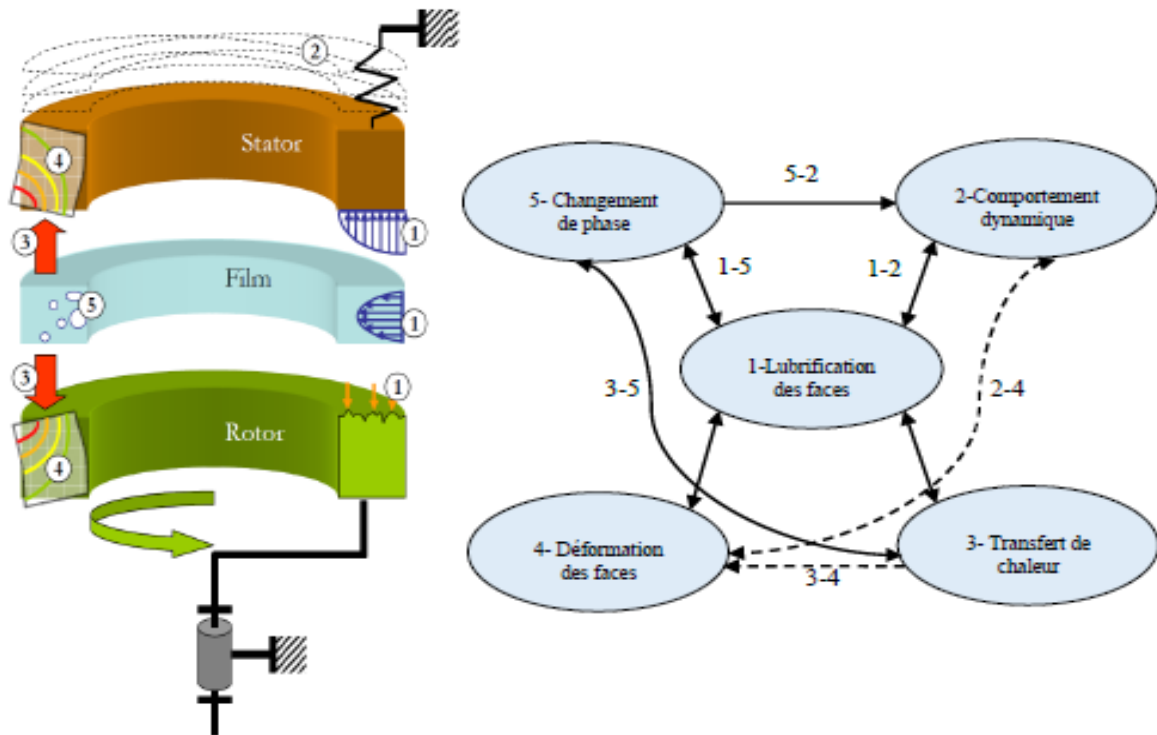 2
Stator
4
3
1
Film
5
1
3
1
Rotor
4
5- Changement
de phase
5-2
2-Comportement
dynamique
1-5
1-2
1-Lubrification
des faces
3-5
2-4
4- Déformation
des faces
3-4
3- Transfert de
chaleur